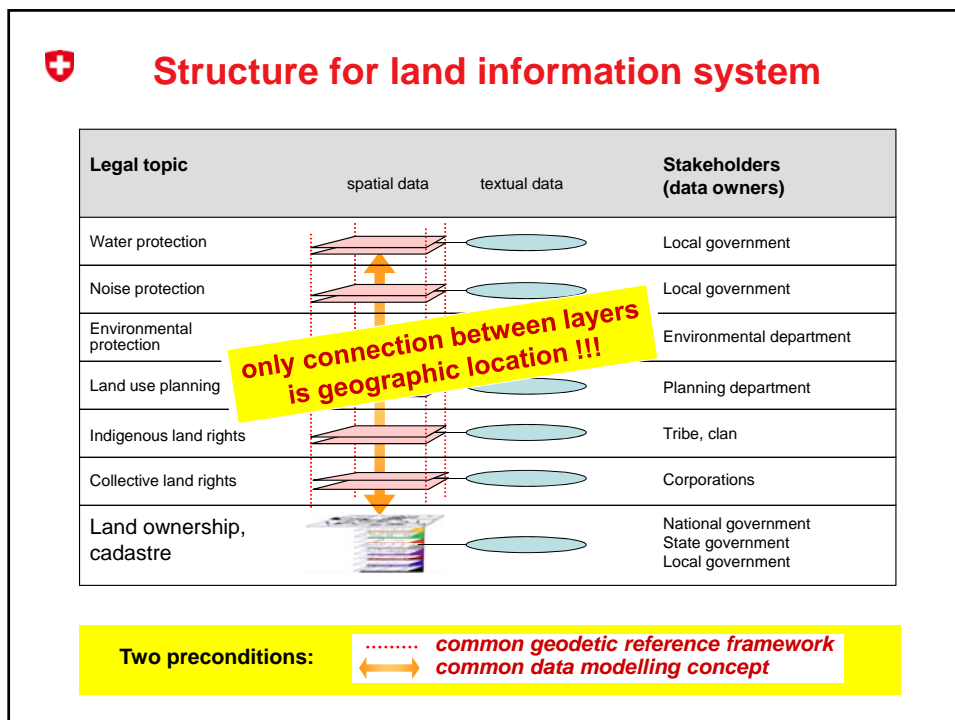 Structure for land information system
Legal topic
spatial data
textual data
Stakeholders
(data owners)
Water protection
Local government
Noise protection
Local government
Environmental
protection
Environmental department
only connection between layers
is geographic location !!!
Land use planning
Planning department
Indigenous land rights
Tribe, clan
Collective land rights
Corporations
Land ownership,
cadastre
National government
State government
Local government
Two preconditions:
common geodetic reference framework
common data modelling concept